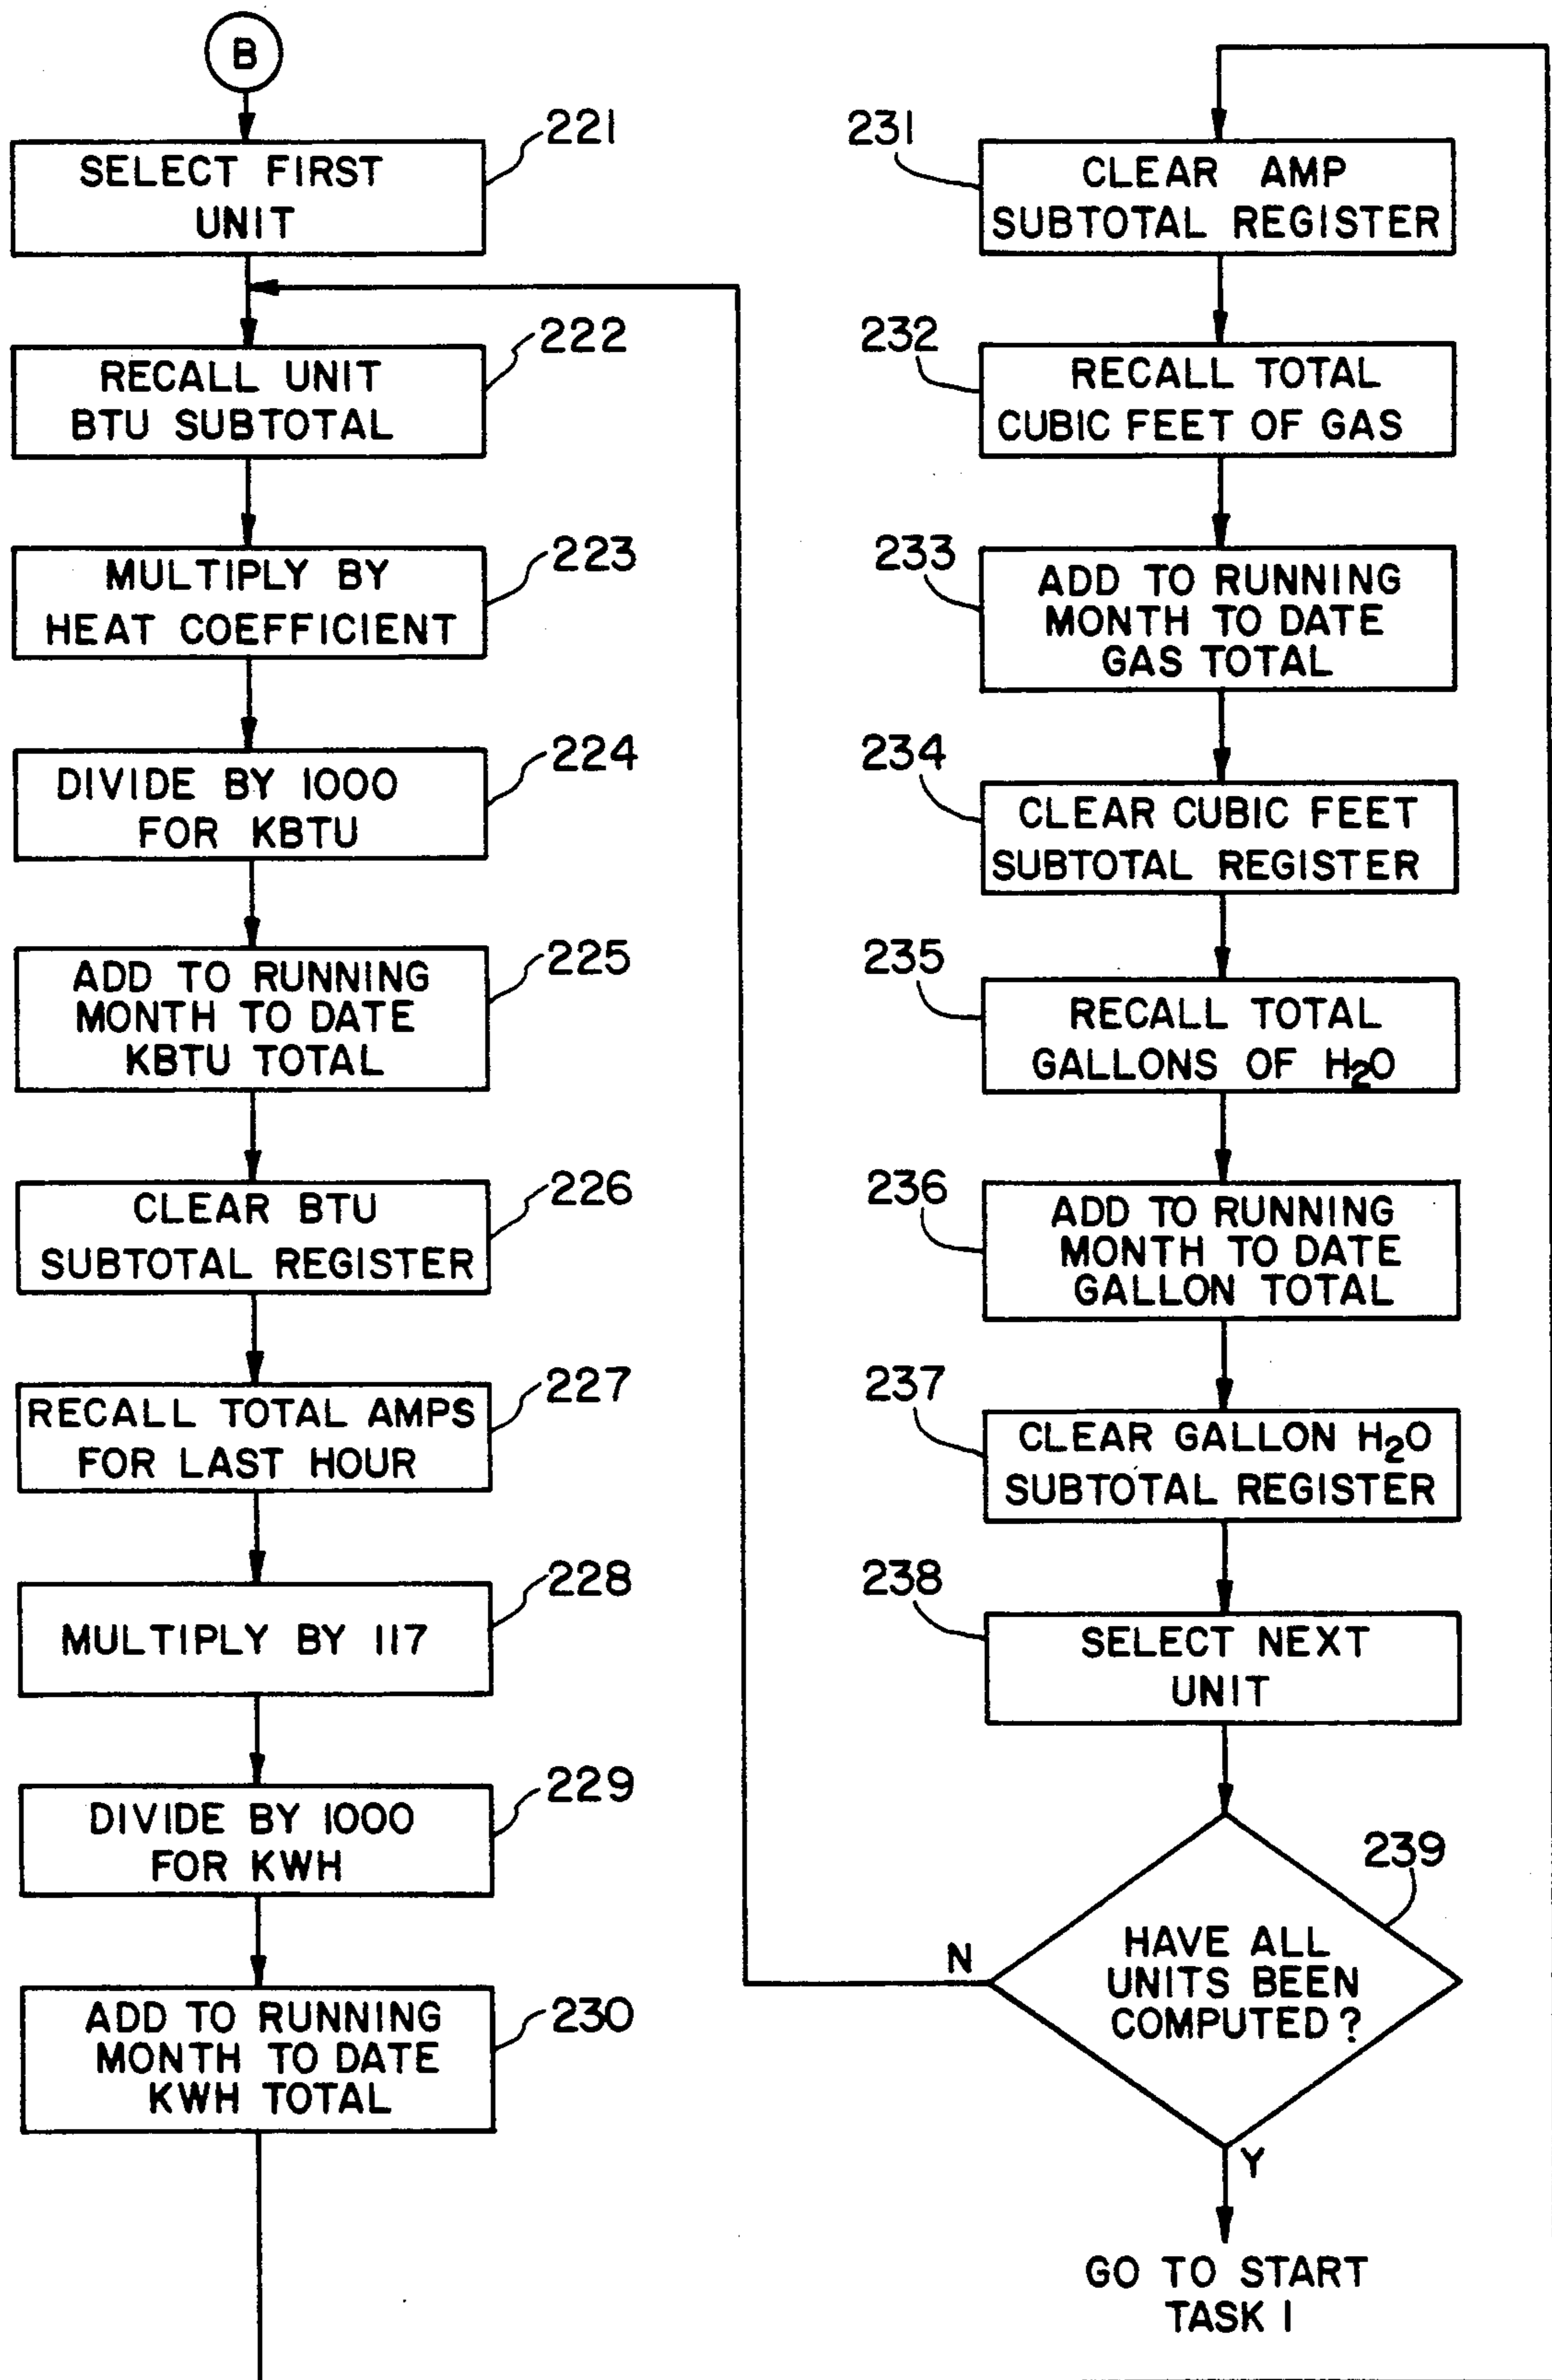 B
221
SELECT FIRST
UNIT
222
RECALL UNIT
BTU SUBTOTAL
223
MULTIPLY BY
HEAT COEFFICIENT
224
DIVIDE BY 1000
FOR KBTU
225
ADD TO RUNNING
MONTH TO DATE
KBTU TOTAL
226
CLEAR BTU
SUBTOTAL REGISTER
227
RECALL TOTAL AMPS
FOR LAST HOUR
228
MULTIPLY BY 117
229
DIVIDE BY 1000
FOR KWH
230
ADD TO RUNNING
MONTH TO DATE
KWH TOTAL
231
CLEAR AMP
SUBTOTAL REGISTER
232
RECALL TOTAL
CUBIC FEET OF GAS
233
ADD TO RUNNING
MONTH TO DATE
GAS TOTAL
234
CLEAR CUBIC FEET
SUBTOTAL REGISTER
235
RECALL TOTAL
GALLONS OF H₂O
236
ADD TO RUNNING
MONTH TO DATE
GALLON TOTAL
237
CLEAR GALLON H₂O
SUBTOTAL REGISTER
238
SELECT NEXT
UNIT
239
HAVE ALL
UNITS BEEN
COMPUTED?
N
Y
GO TO START
TASK 1